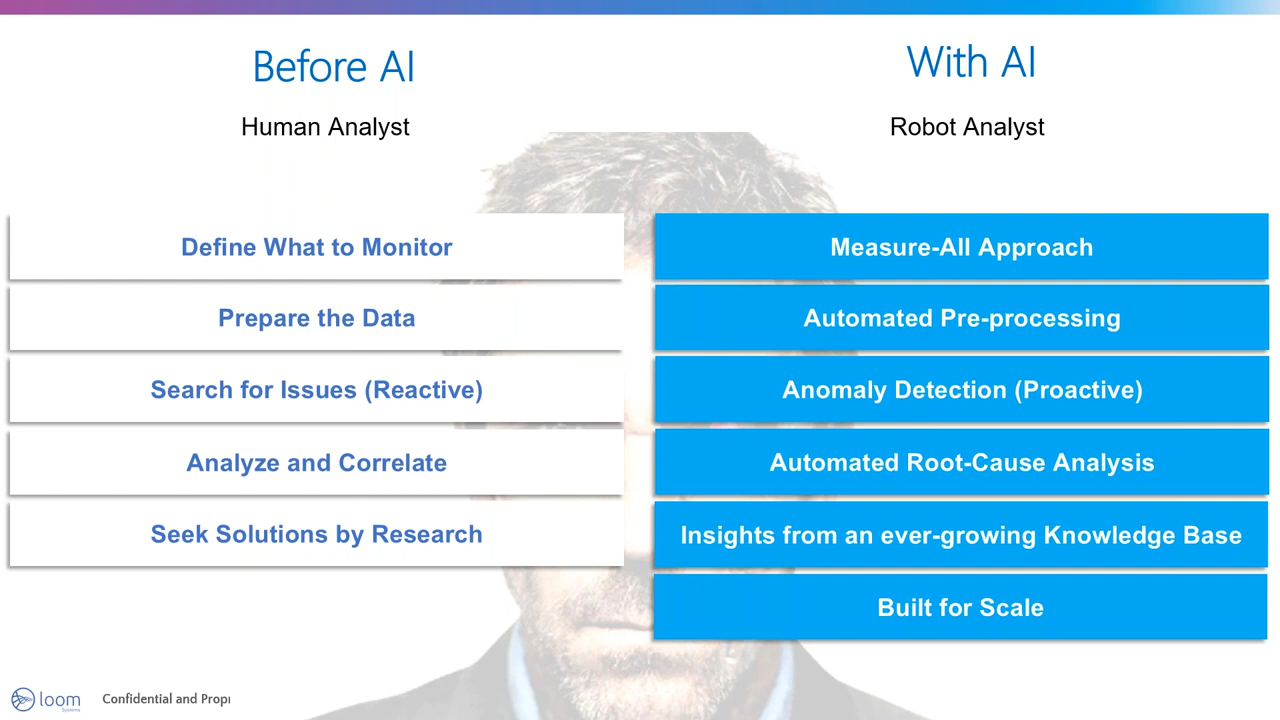 Before AI
Human Analyst
Define What to Monitor
Prepare the Data
Search for Issues (Reactive)
Analyze and Correlate
Seek Solutions by Research
With AI
Robot Analyst
Measure-All Approach
Automated Pre-processing
Anomaly Detection (Proactive)
Automated Root-Cause Analysis
Insights from an ever-growing Knowledge Base
Built for Scale
loom
Systems
Confidential and Propr